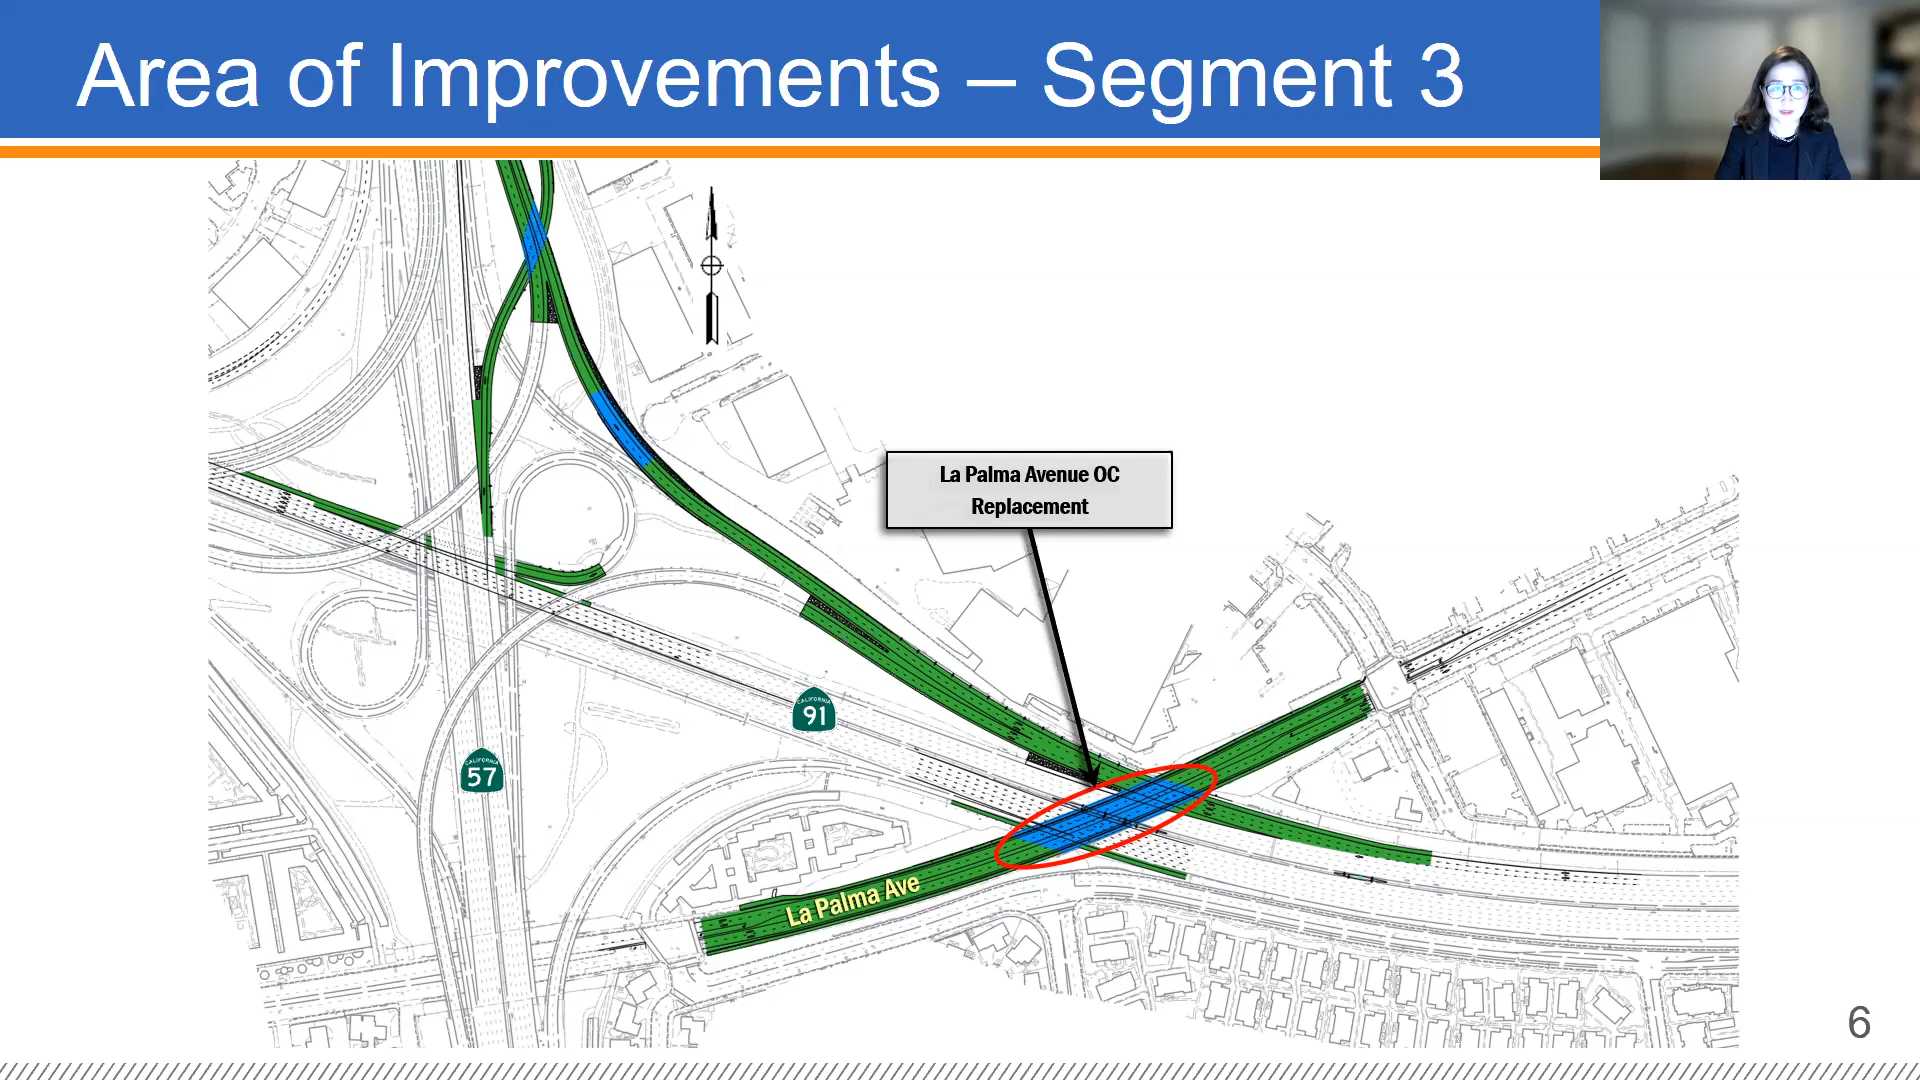 Area of Improvements – Segment 3
La Palma Avenue OC
Replacement
CALIFORNIA
91
CALIFORNIA
57
La Palma Ave
6